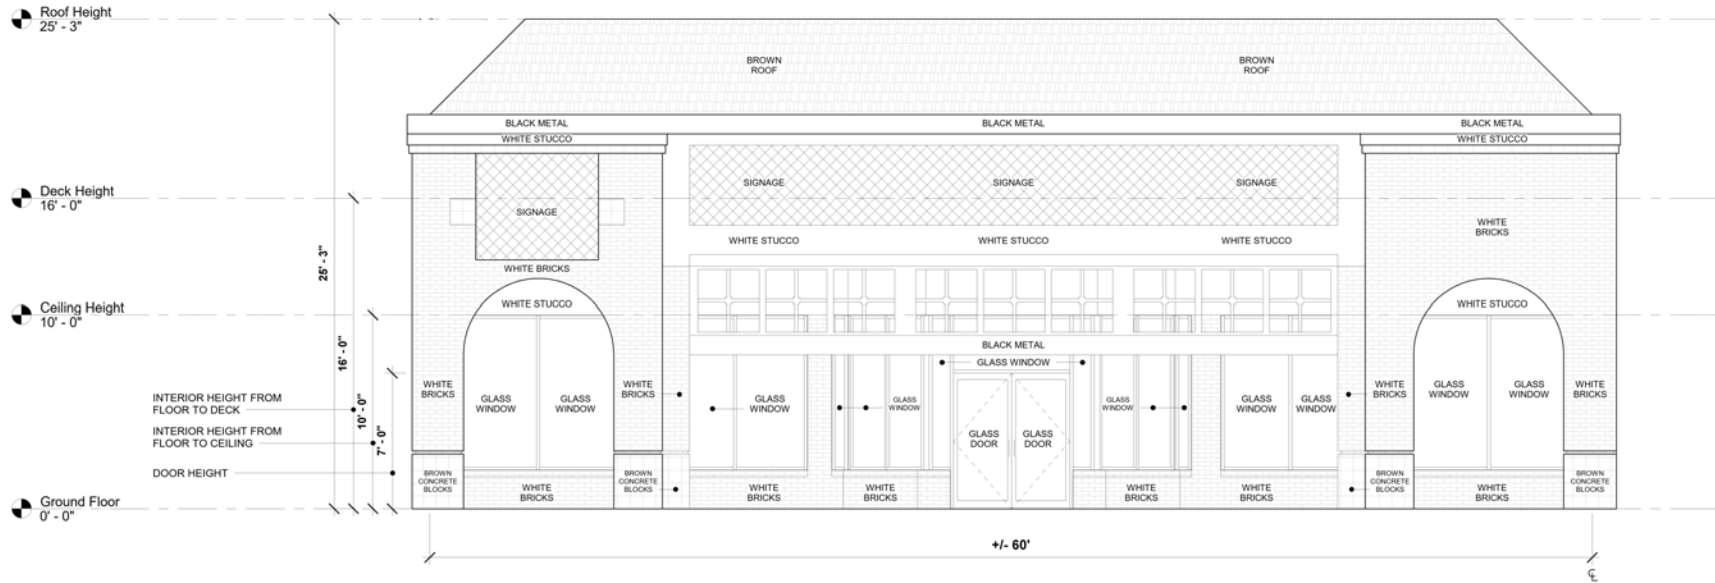 Roof Height
25' - 3"
BROWN
ROOF
BROWN
ROOF
BLACK METAL
BLACK METAL
BLACK METAL
WHITE STUCCO
WHITE STUCCO
Deck Height
16' - 0"
SIGNAGE
SIGNAGE
SIGNAGE
SIGNAGE
WHITE
BRICKS
WHITE STUCCO
WHITE STUCCO
WHITE STUCCO
25' - 3"
WHITE BRICKS
Ceiling Height
10' - 0"
WHITE STUCCO
WHITE STUCCO
BLACK METAL
16' - 0"
GLASS WINDOW
WHITE
BRICKS
GLASS
WINDOW
GLASS
WINDOW
WHITE
BRICKS
GLASS
WINDOW
GLASS
WINDOW
GLASS
WINDOW
GLASS
WINDOW
GLASS
WINDOW
WHITE
BRICKS
GLASS
WINDOW
GLASS
WINDOW
WHITE
BRICKS
INTERIOR HEIGHT FROM
FLOOR TO DECK
10' - 0"
INTERIOR HEIGHT FROM
FLOOR TO CEILING
7' - 0"
GLASS
DOOR
GLASS
DOOR
DOOR HEIGHT
BROWN
CONCRETE
BLOCKS
WHITE
BRICKS
BROWN
CONCRETE
BLOCKS
WHITE
BRICKS
WHITE
BRICKS
WHITE
BRICKS
WHITE
BRICKS
BROWN
CONCRETE
BLOCKS
WHITE
BRICKS
BROWN
CONCRETE
BLOCKS
Ground Floor
0' - 0"
+/- 60'
℄